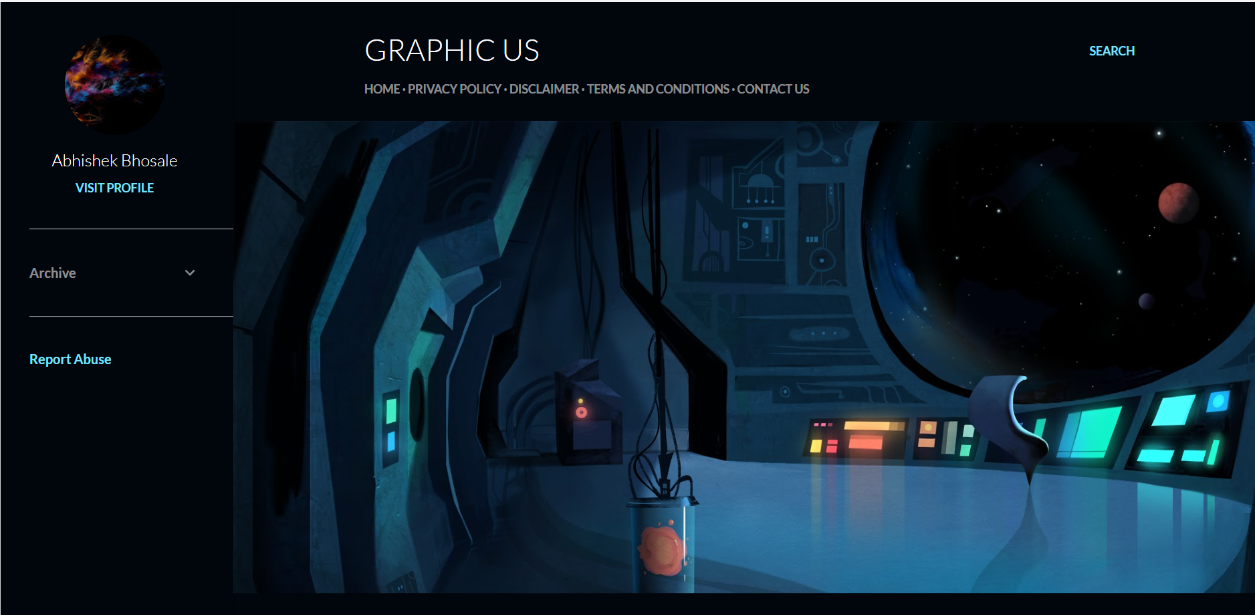 GRAPHIC US
SEARCH
HOME · PRIVACY POLICY · DISCLAIMER · TERMS AND CONDITIONS · CONTACT US
Abhishek Bhosale
VISIT PROFILE
Archive
Report Abuse